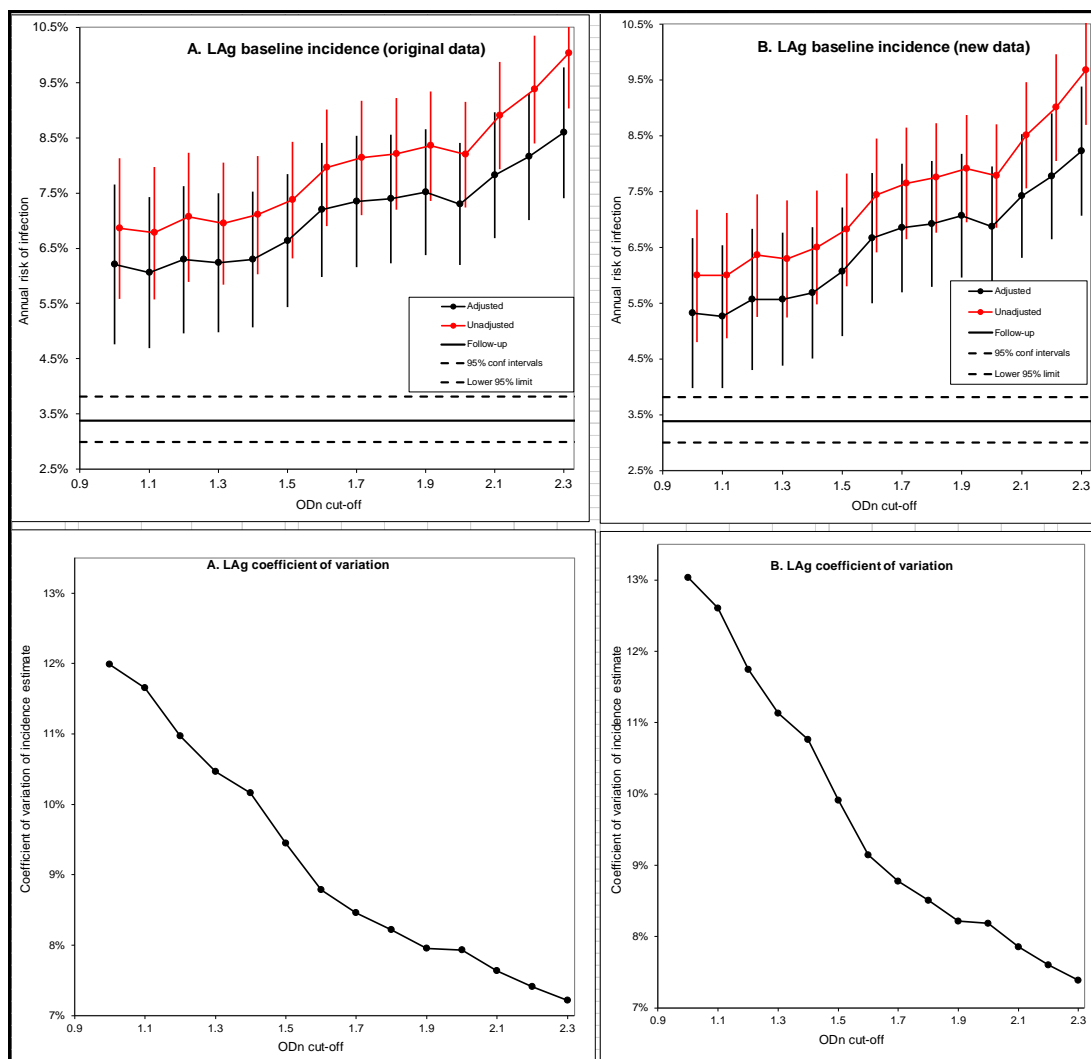 A. LAg baseline incidence (original data)
Annual risk of infection
10.5%
9.5%
8.5%
7.5%
6.5%
5.5%
4.5%
3.5%
2.5%
0.9 1.1 1.3 1.5 1.7 1.9 2.1 2.3
ODn cut-off
Adjusted
Unadjusted
Follow-up
95% conf intervals
Lower 95% limit
B. LAg baseline incidence (new data)
Annual risk of infection
10.5%
9.5%
8.5%
7.5%
6.5%
5.5%
4.5%
3.5%
2.5%
0.9 1.1 1.3 1.5 1.7 1.9 2.1 2.3
ODn cut-off
Adjusted
Unadjusted
Follow-up
95% conf intervals
Lower 95% limit
A. LAg coefficient of variation
Coefficient of variation of incidence estimate
13%
12%
11%
10%
9%
8%
7%
0.9 1.1 1.3 1.5 1.7 1.9 2.1 2.3
ODn cut-off
B. LAg coefficient of variation
Coefficient of variation of incidence estimate
13%
12%
11%
10%
9%
8%
7%
0.9 1.1 1.3 1.5 1.7 1.9 2.1 2.3
ODn cut-off